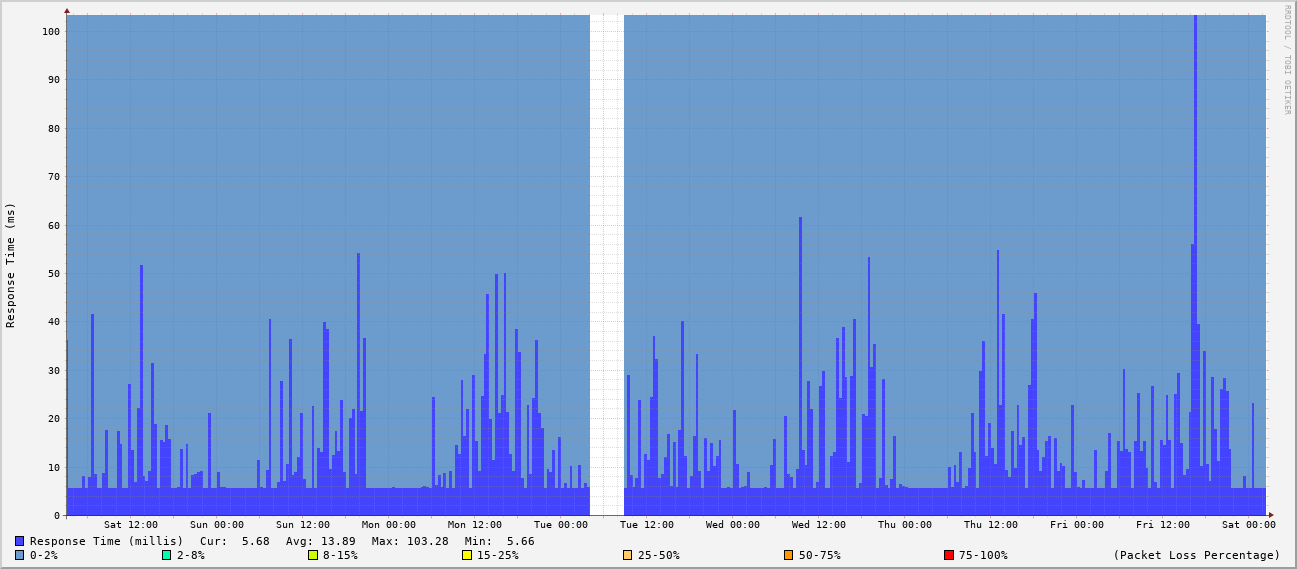 RRDTOOL / TOBI OETIKER
Response Time (ms)
100
90
80
70
60
50
40
30
20
10
0
Sat 12:00 Sun 00:00 Sun 12:00 Mon 00:00 Mon 12:00 Tue 00:00 Tue 12:00 Wed 00:00 Wed 12:00 Thu 00:00 Thu 12:00 Fri 00:00 Fri 12:00 Sat 00:00
Response Time (millis) Cur: 5.68 Avg: 13.89 Max: 103.28 Min: 5.66
0-2% 2-8% 8-15% 15-25% 25-50% 50-75% 75-100% (Packet Loss Percentage)